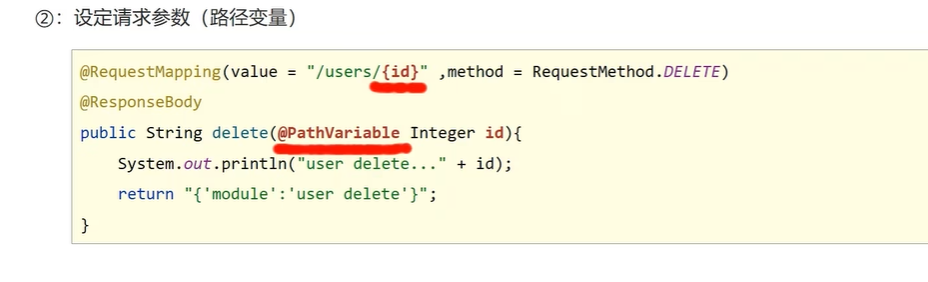 ②：设定请求参数（路径变量）
@RequestMapping(value = "/users/{id}" ,method = RequestMethod.DELETE)
@ResponseBody
public String delete(@PathVariable Integer id){
    System.out.println("user delete..." + id);
    return "{'module':'user delete'}";
}